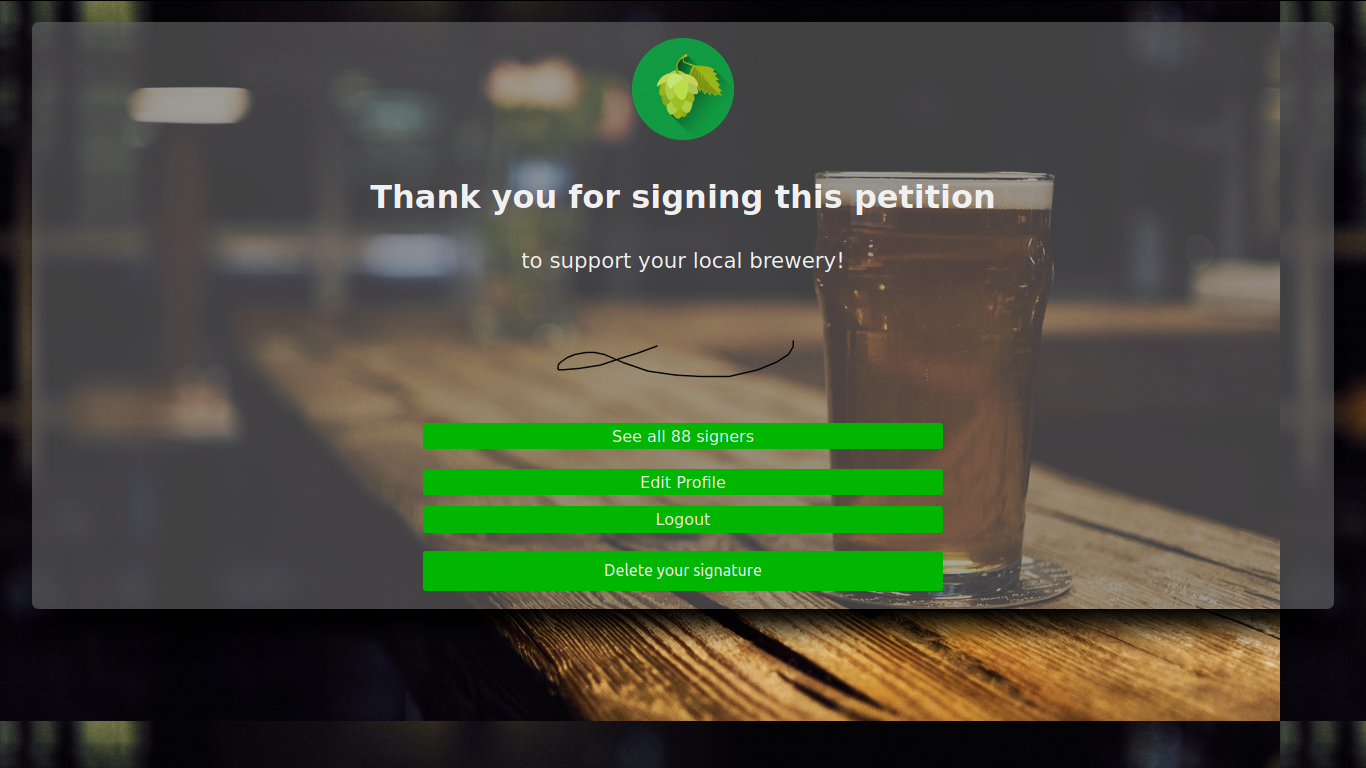 Thank you for signing this petition
to support your local brewery!
See all 88 signers
Edit Profile
Logout
Delete your signature